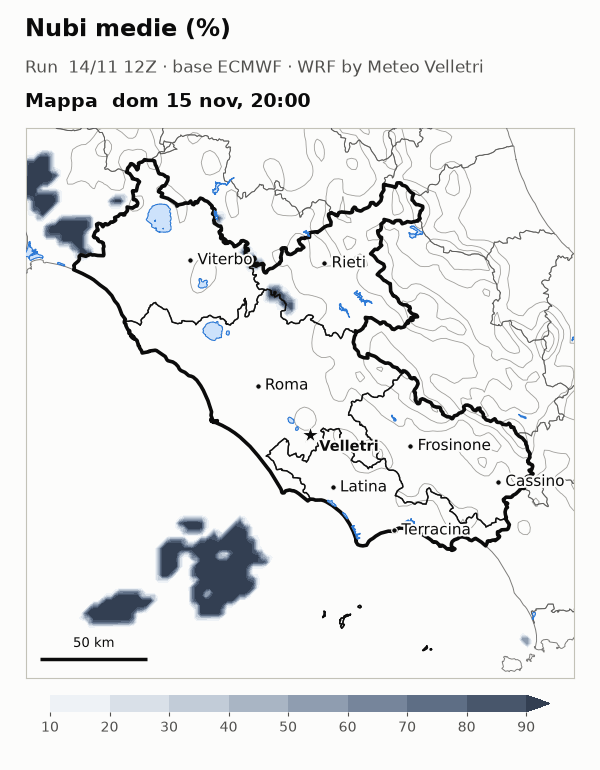 Nubi medie (%)
Run 14/11 12Z · base ECMWF · WRF by Meteo Velletri
Mappa dom 15 nov, 20:00
Viterbo
Rieti
Roma
Velletri
Frosinone
Cassino
Latina
Terracina
50 km
10 20 30 40 50 60 70 80 90